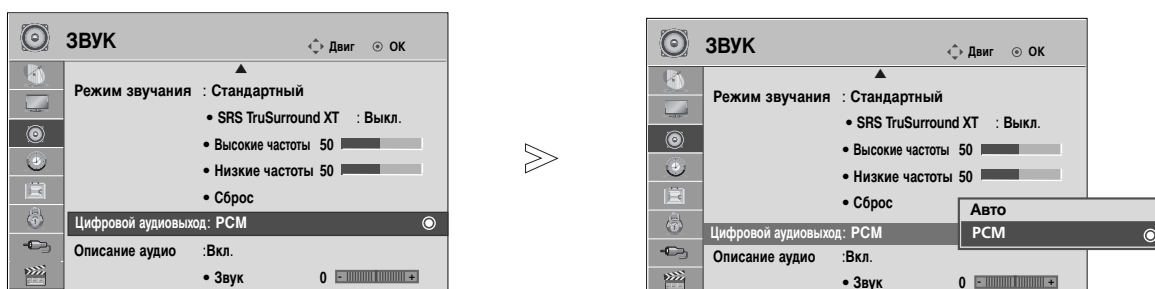 ЗВУК
Двиг ОК
Режим звучания : Стандартный
• SRS TruSurround XT : Выкл.
• Высокие частоты 50
• Низкие частоты 50
• Сброс
Цифровой аудиовыход: PCM
Описание аудио :Вкл.
• Звук 0 - +
ЗВУК
Двиг ОК
Режим звучания : Стандартный
• SRS TruSurround XT : Выкл.
• Высокие частоты 50
• Низкие частоты 50
• Сброс
Авто
Цифровой аудиовыход: PCM
PCM
Описание аудио :Вкл.
• Звук 0 - +